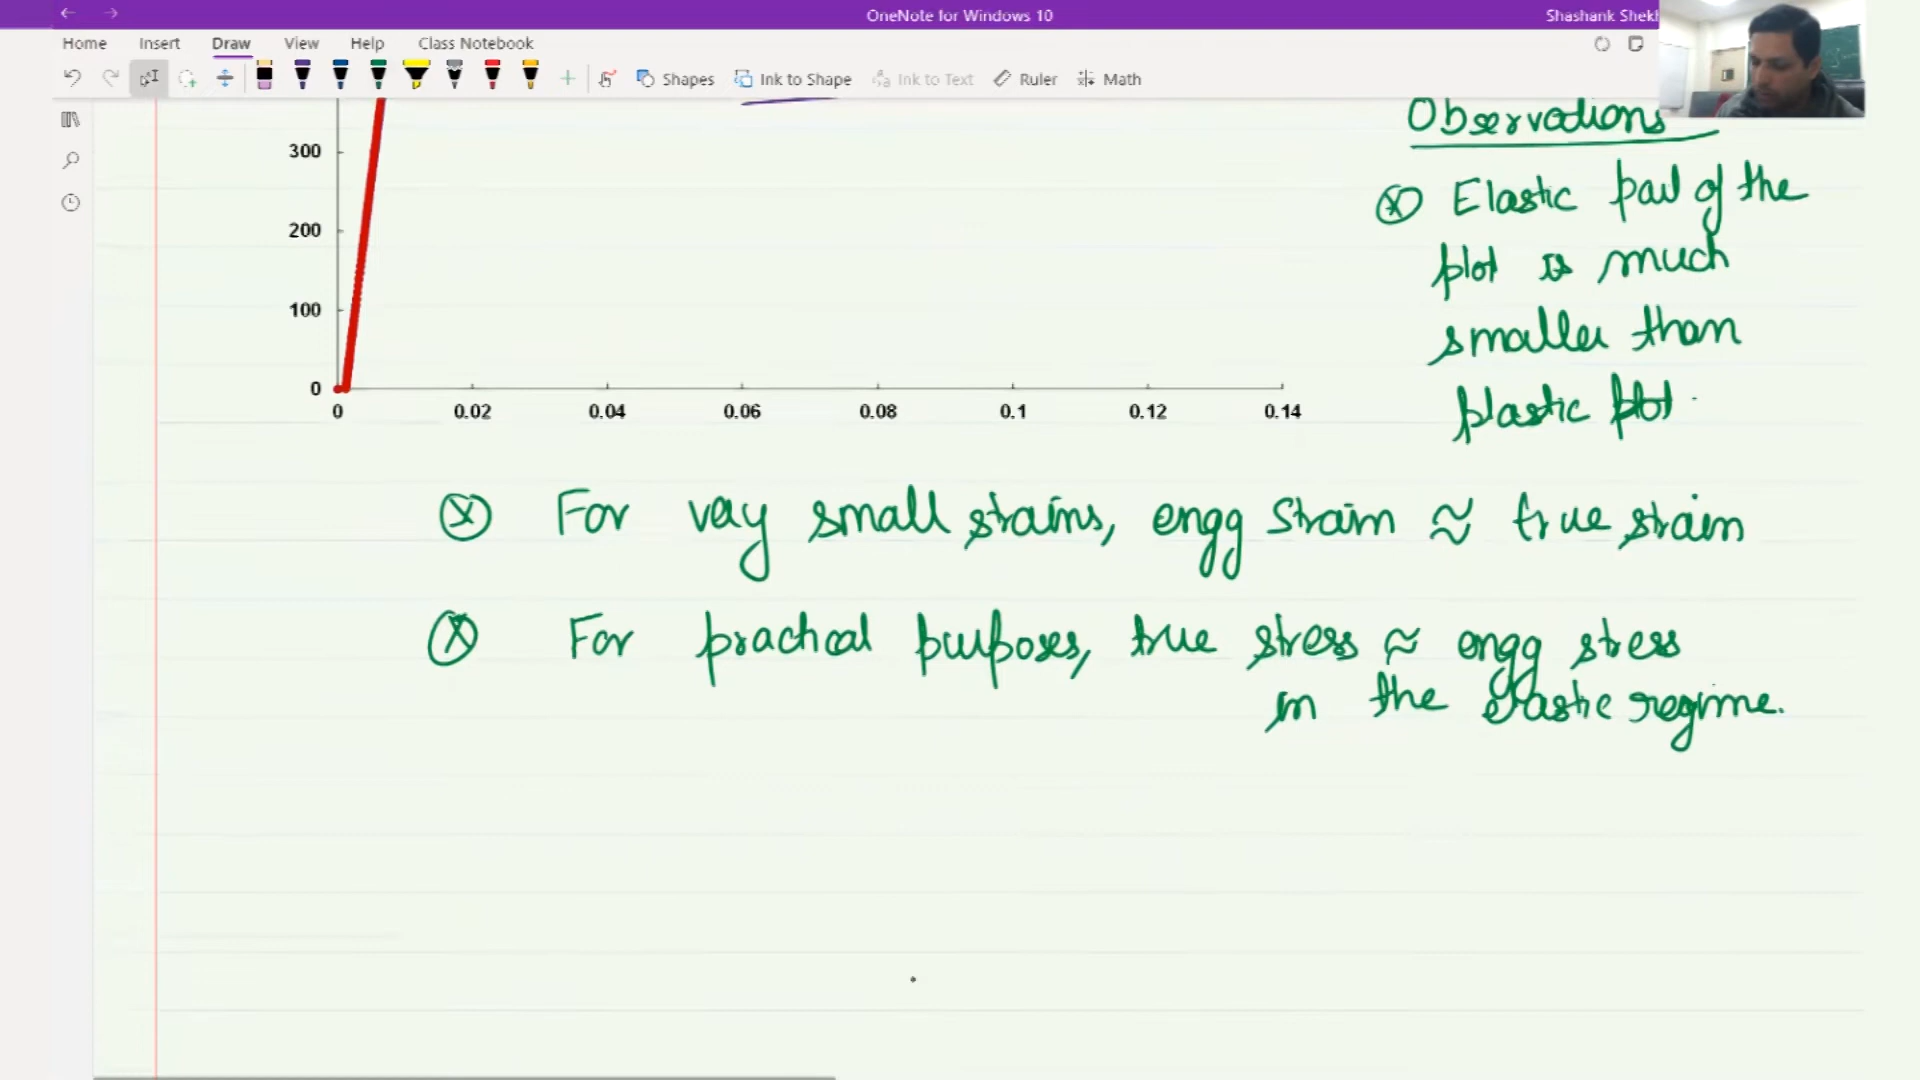 OneNote for Windows 10
Shashank Shekh
Home Insert Draw View Help Class Notebook
Shapes Ink to Shape Ink to Text Ruler Math
300
200
100
0
0 0.02 0.04 0.06 0.08 0.1 0.12 0.14
Observations
Elastic part of the
plot is much
smaller than
plastic plot.
For very small strains, engg strain ≈ true strain
For practical purposes, true stress ≈ engg stress
in the elastic regime.